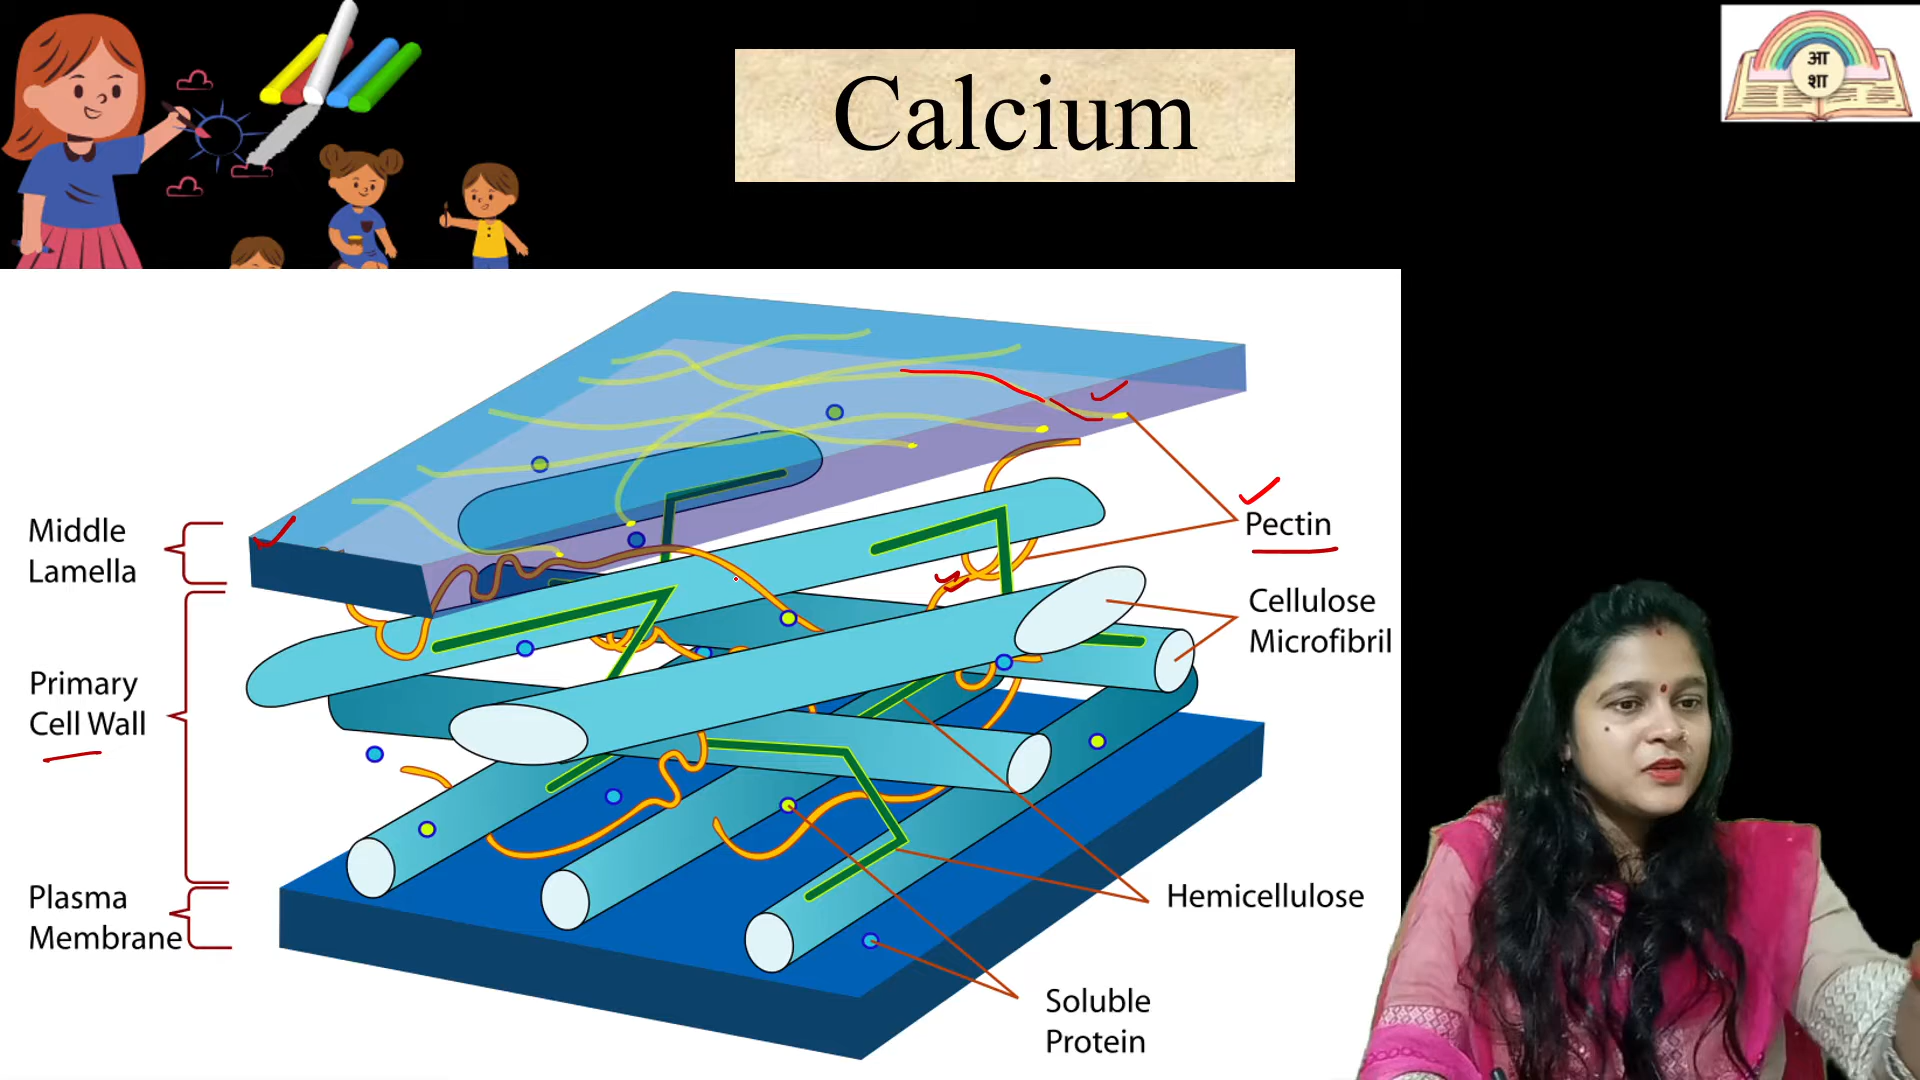 Calcium
आ
शा
Middle
Lamella
Pectin
Cellulose
Microfibril
Primary
Cell Wall
Plasma
Membrane
Hemicellulose
Soluble
Protein